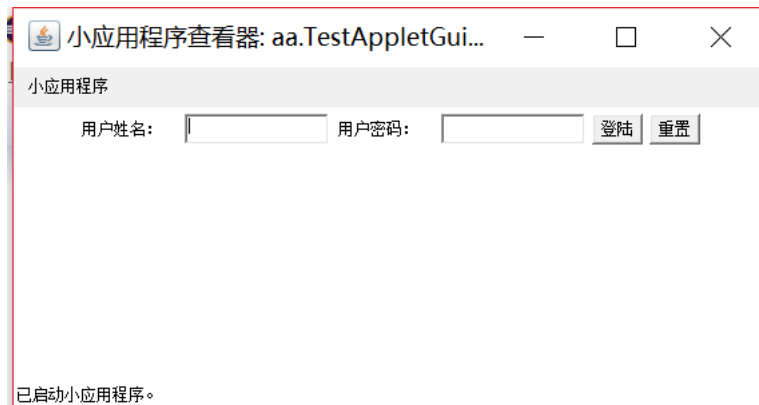 小应用程序查看器: aa.TestAppletGui...
小应用程序
用户姓名: 用户密码: 登陆 重置
已启动小应用程序。